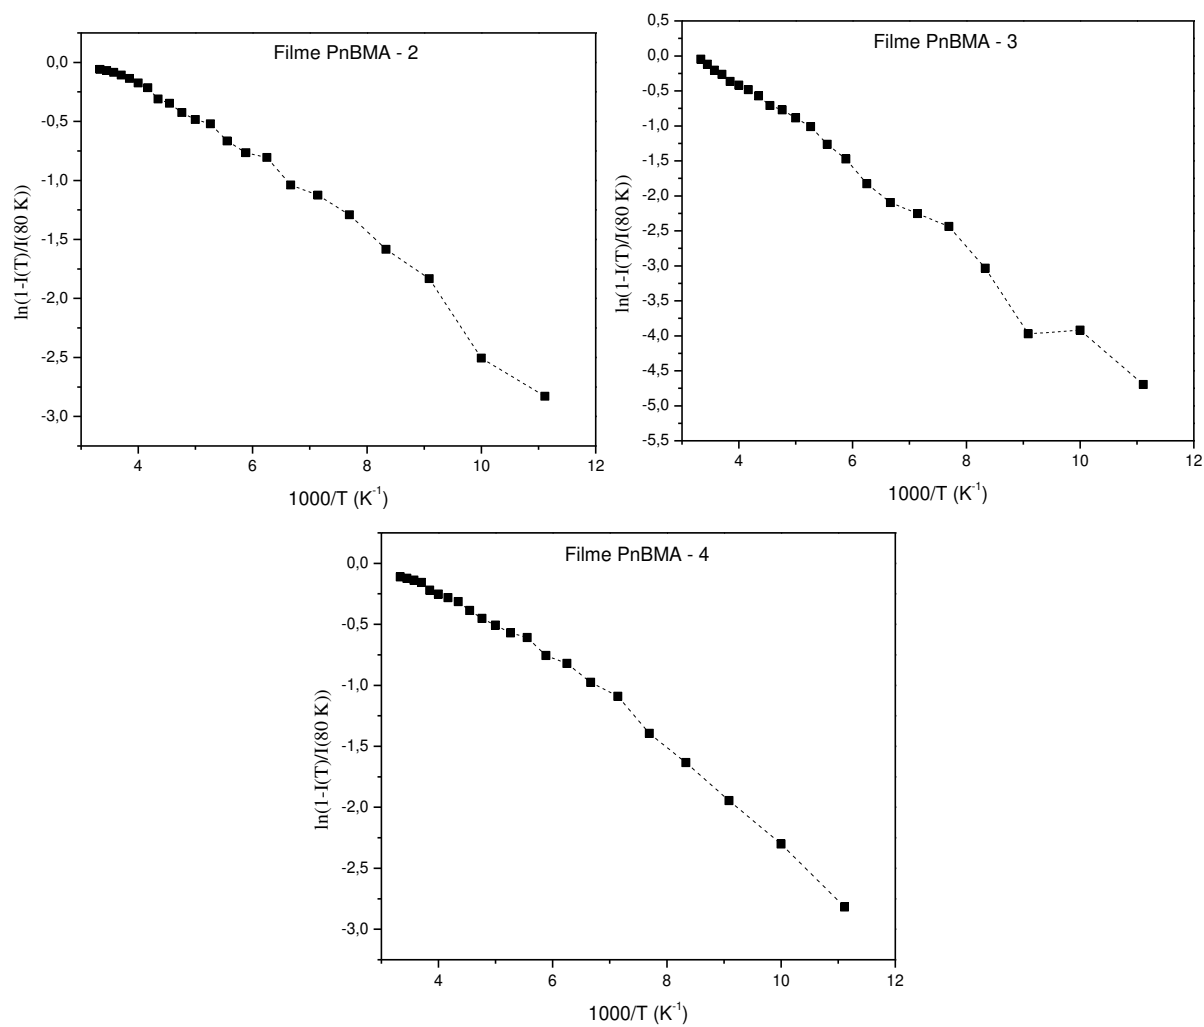 Filme PnBMA - 2
0,0
-0,5
-1,0
-1,5
-2,0
-2,5
-3,0
ln(1-I(T)/I(80 K))
4 6 8 10 12
1000/T (K⁻¹)
Filme PnBMA - 3
0,5
0,0
-0,5
-1,0
-1,5
-2,0
-2,5
-3,0
-3,5
-4,0
-4,5
-5,0
-5,5
ln(1-I(T)/I(80 K))
4 6 8 10 12
1000/T (K⁻¹)
Filme PnBMA - 4
0,0
-0,5
-1,0
-1,5
-2,0
-2,5
-3,0
ln(1-I(T)/I(80 K))
4 6 8 10 12
1000/T (K⁻¹)